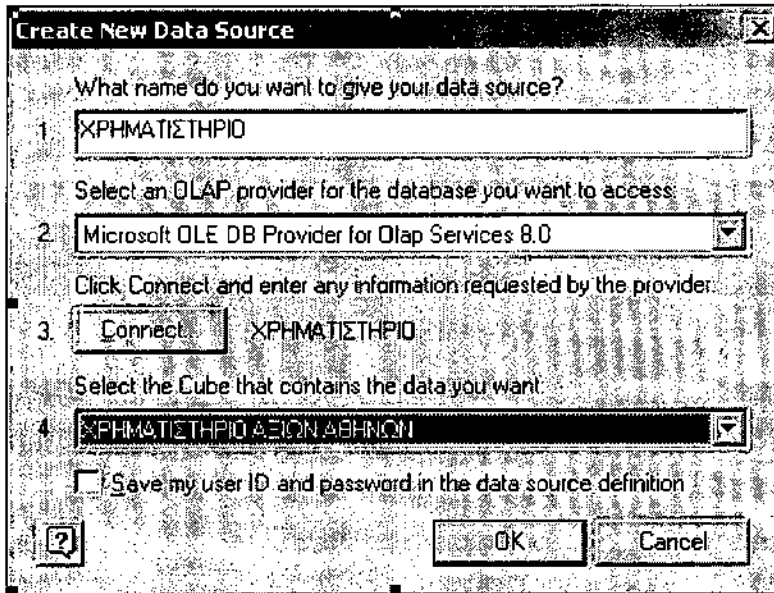 Create New Data Source
What name do you want to give your data source?
1. ΧΡΗΜΑΤΙΣΤΗΡΙΟ
Select an OLAP provider for the database you want to access:
2. Microsoft OLE DB Provider for Olap Services 8.0
Click Connect and enter any information requested by the provider:
3. Connect... ΧΡΗΜΑΤΙΣΤΗΡΙΟ
Select the Cube that contains the data you want:
4. ΧΡΗΜΑΤΙΣΤΗΡΙΟ ΑΞΙΩΝ ΑΘΗΝΩΝ
Save my user ID and password in the data source definition
? OK Cancel